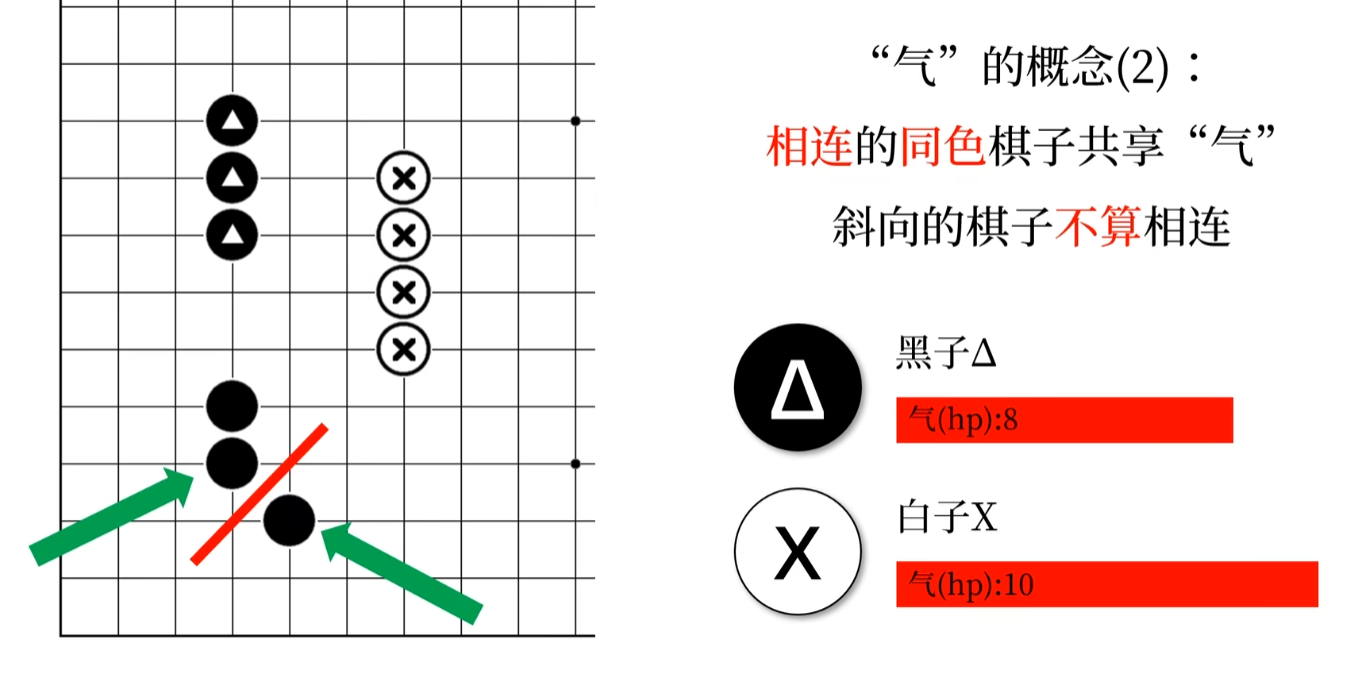 “气”的概念(2)：
相连的同色棋子共享“气”
斜向的棋子不算相连
Δ
黑子Δ
气(hp):8
X
白子X
气(hp):10